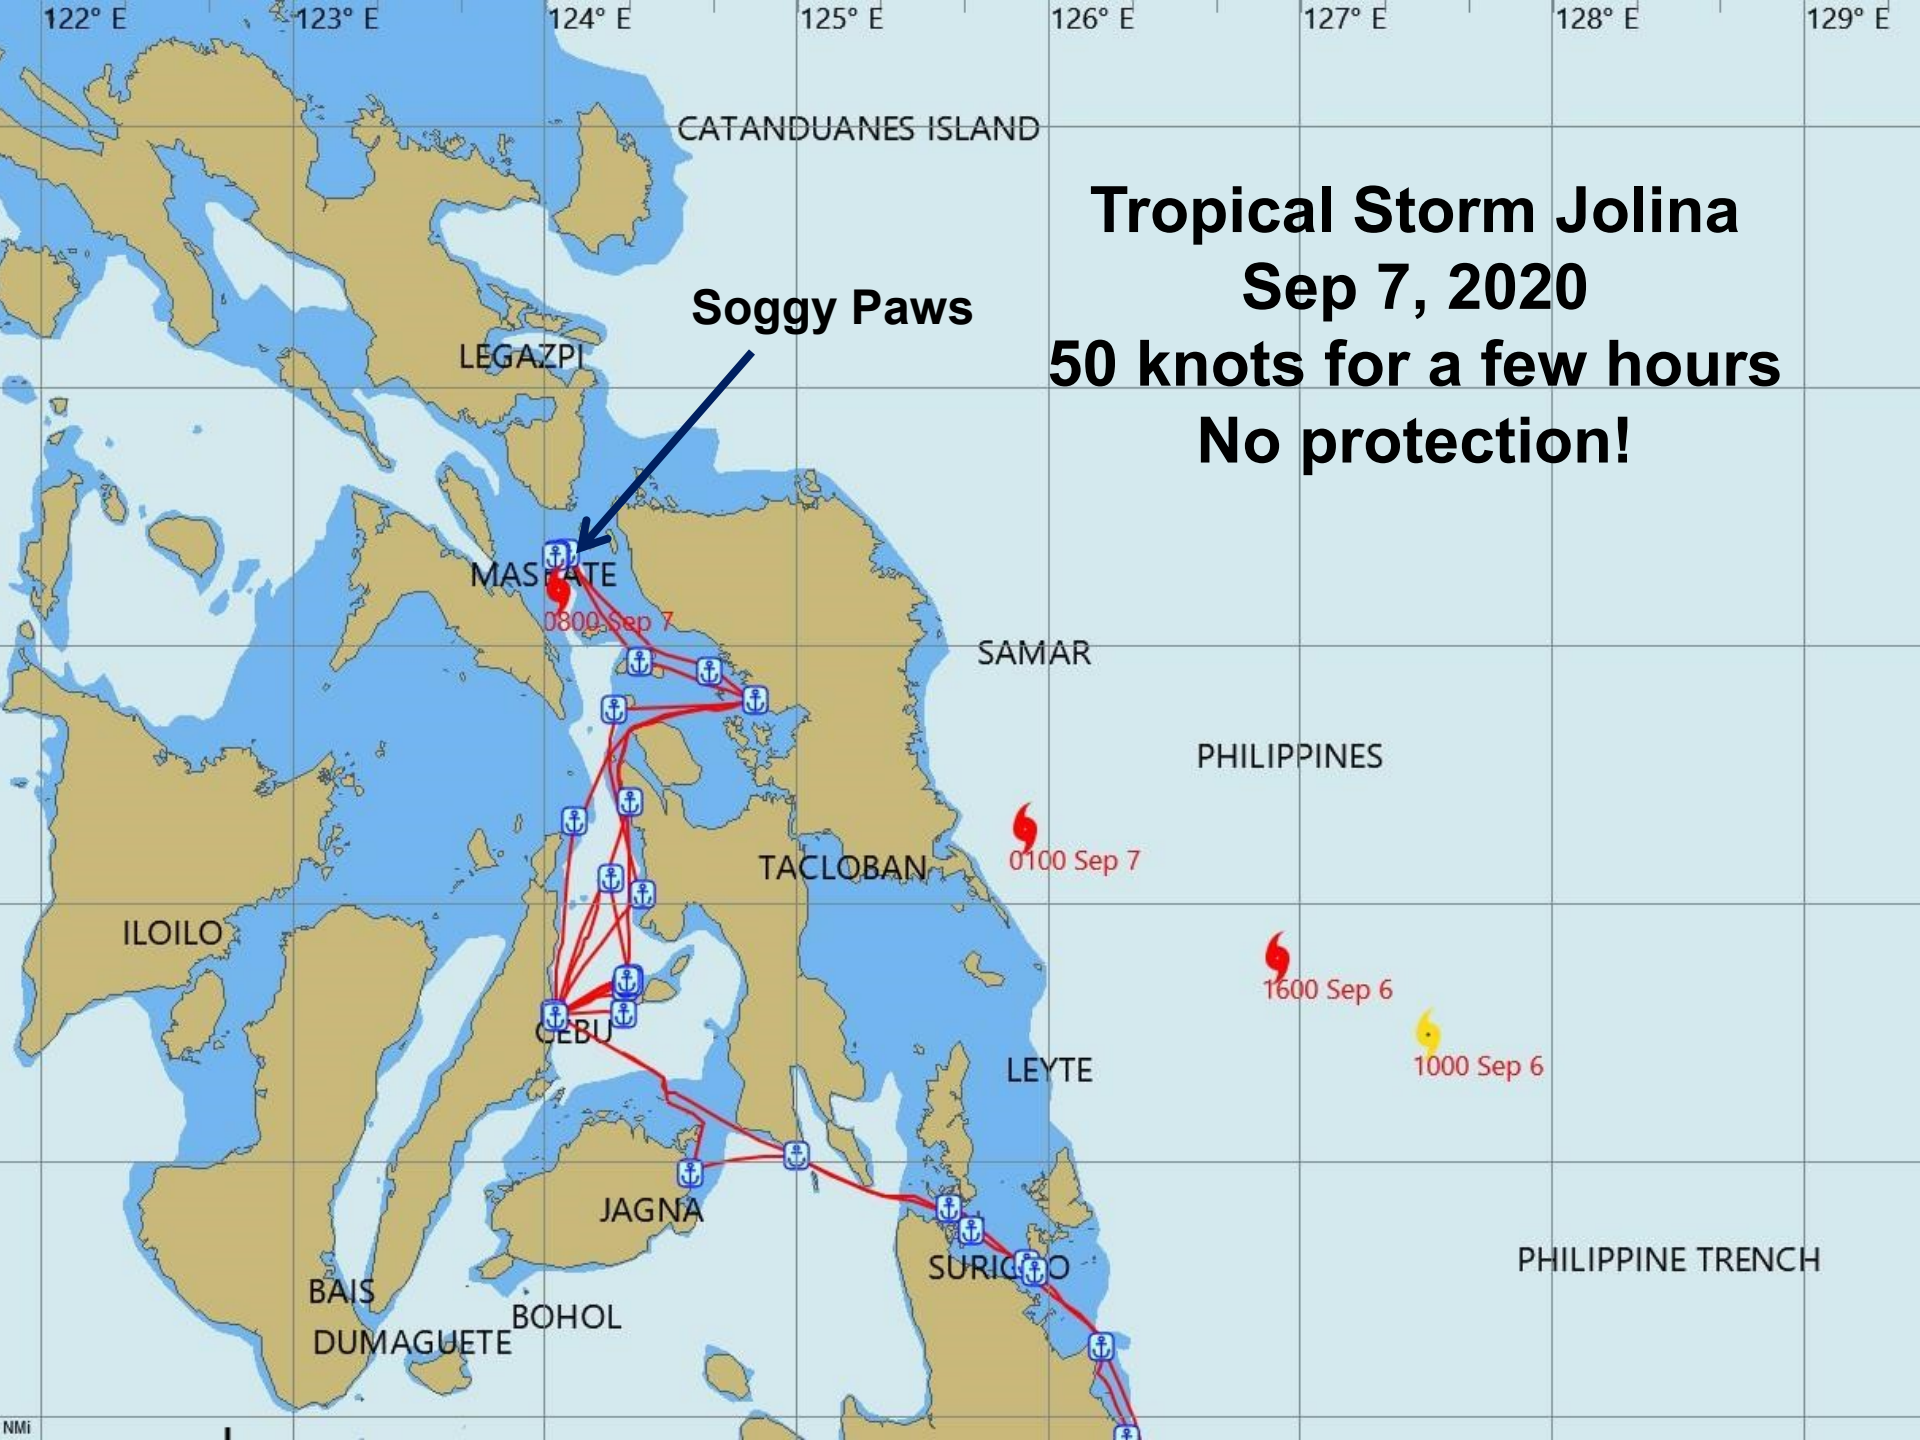 122° E
123° E
124° E
125° E
126° E
127° E
128° E
129° E
CATANDUANES ISLAND
Tropical Storm Jolina
Sep 7, 2020
50 knots for a few hours
No protection!
Soggy Paws
LEGAZPI
0800 Sep 7
SAMAR
PHILIPPINES
0100 Sep 7
TACLOBAN
ILOILO
1600 Sep 6
CEBU
1000 Sep 6
LEYTE
JAGNA
PHILIPPINE TRENCH
BAIS
BOHOL
DUMAGUETE
NMi